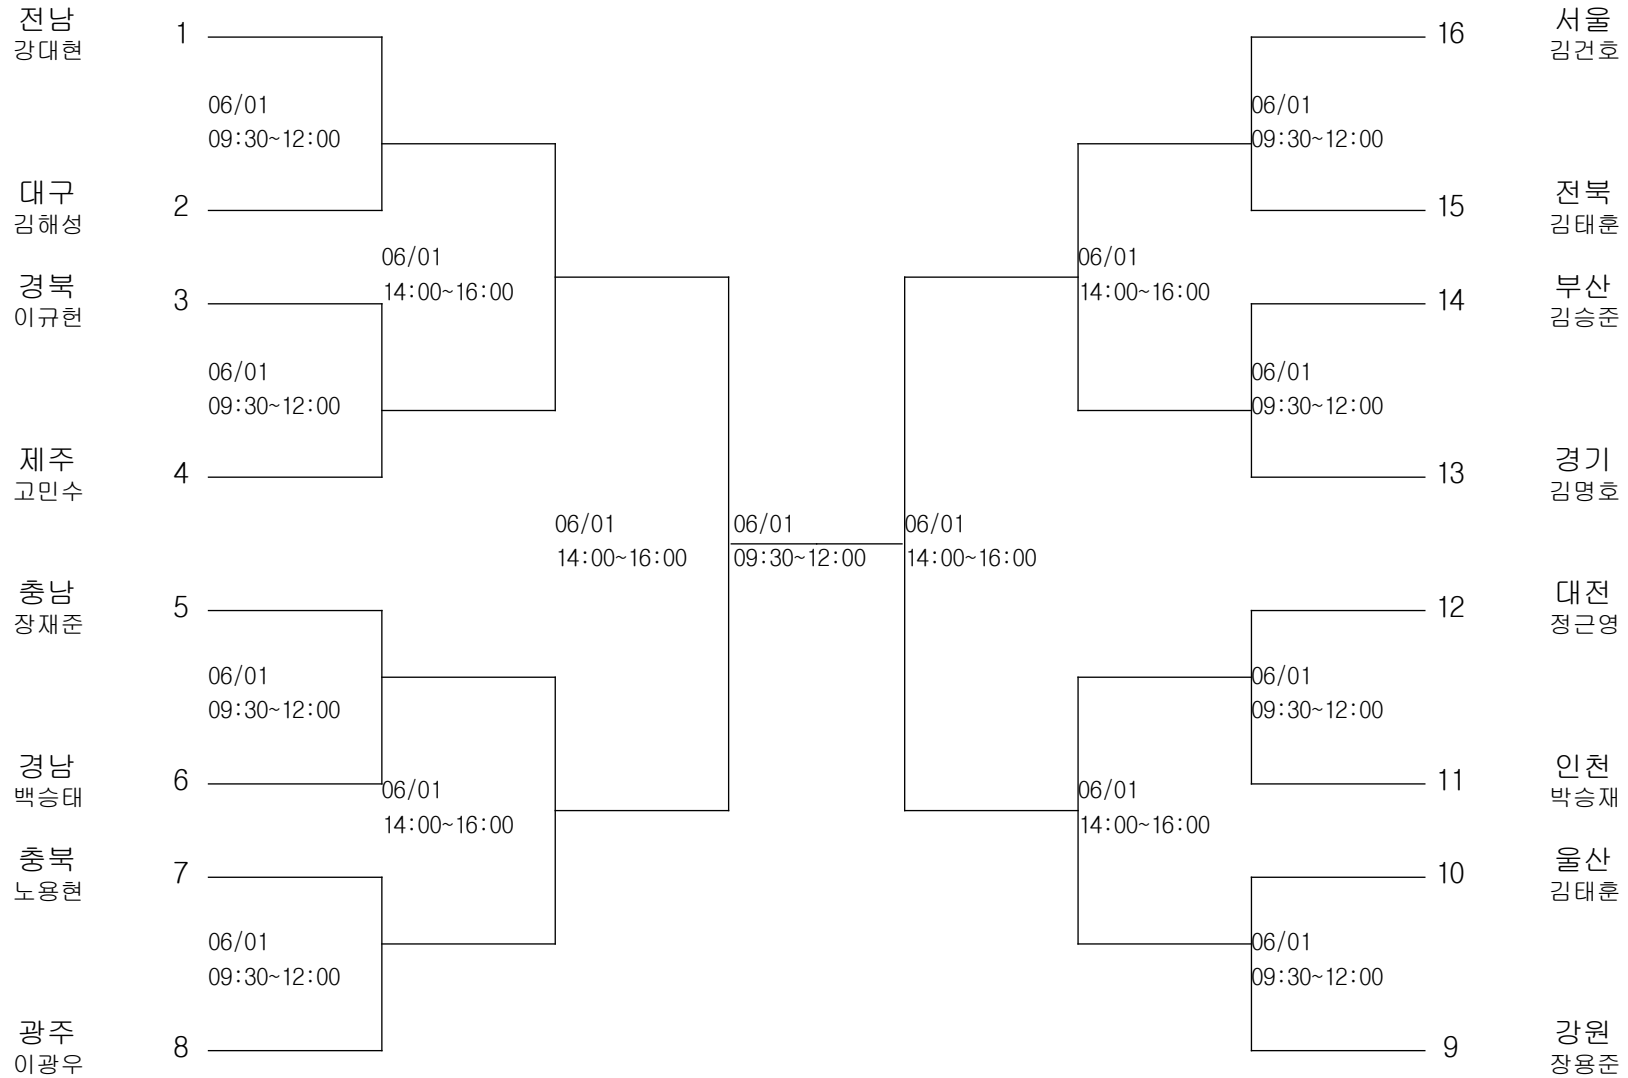 전남
강대현
1
06/01
09:30~12:00
대구
김해성
2
06/01
14:00~16:00
경북
이규헌
3
06/01
09:30~12:00
제주
고민수
4
06/01
14:00~16:00
충남
장재준
5
06/01
09:30~12:00
경남
백승태
6
06/01
14:00~16:00
충북
노용현
7
06/01
09:30~12:00
광주
이광우
8
06/01
09:30~12:00
16
서울
김건호
06/01
09:30~12:00
15
전북
김태훈
06/01
14:00~16:00
14
부산
김승준
06/01
09:30~12:00
13
경기
김명호
06/01
14:00~16:00
12
대전
정근영
06/01
09:30~12:00
11
인천
박승재
06/01
14:00~16:00
10
울산
김태훈
06/01
09:30~12:00
9
강원
장용준